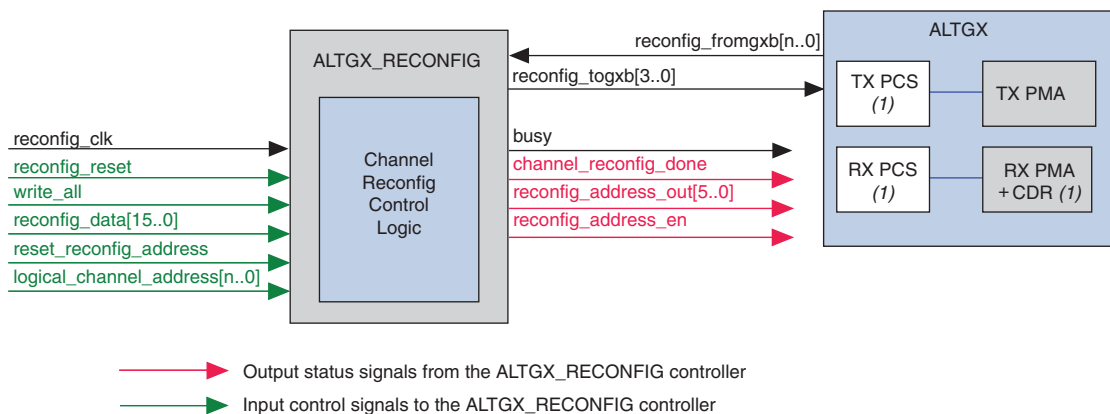 reconfig_fromgxb[n..0]
ALTGX
ALTGX_RECONFIG
reconfig_togxb[3..0]
TX PCS
(1)
TX PMA
reconfig_clk
reconfig_reset
write_all
reconfig_data[15..0]
reset_reconfig_address
logical_channel_address[n..0]
Channel
Reconfig
Control
Logic
busy
channel_reconfig_done
reconfig_address_out[5..0]
reconfig_address_en
RX PCS
(1)
RX PMA
+ CDR (1)
Output status signals from the ALTGX_RECONFIG controller
Input control signals to the ALTGX_RECONFIG controller